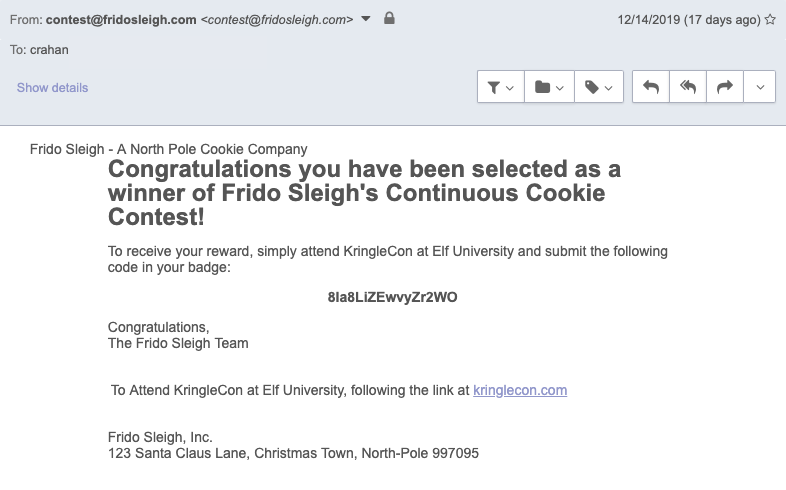 From: contest@fridosleigh.com <contest@fridosleigh.com> 12/14/2019 (17 days ago)
To: crahan
Show details
Frido Sleigh - A North Pole Cookie Company
Congratulations you have been selected as a
winner of Frido Sleigh's Continuous Cookie
Contest!
To receive your reward, simply attend KringleCon at Elf University and submit the following
code in your badge:
8Ia8LiZEwvyZr2WO
Congratulations,
The Frido Sleigh Team
To Attend KringleCon at Elf University, following the link at kringlecon.com
Frido Sleigh, Inc.
123 Santa Claus Lane, Christmas Town, North-Pole 997095